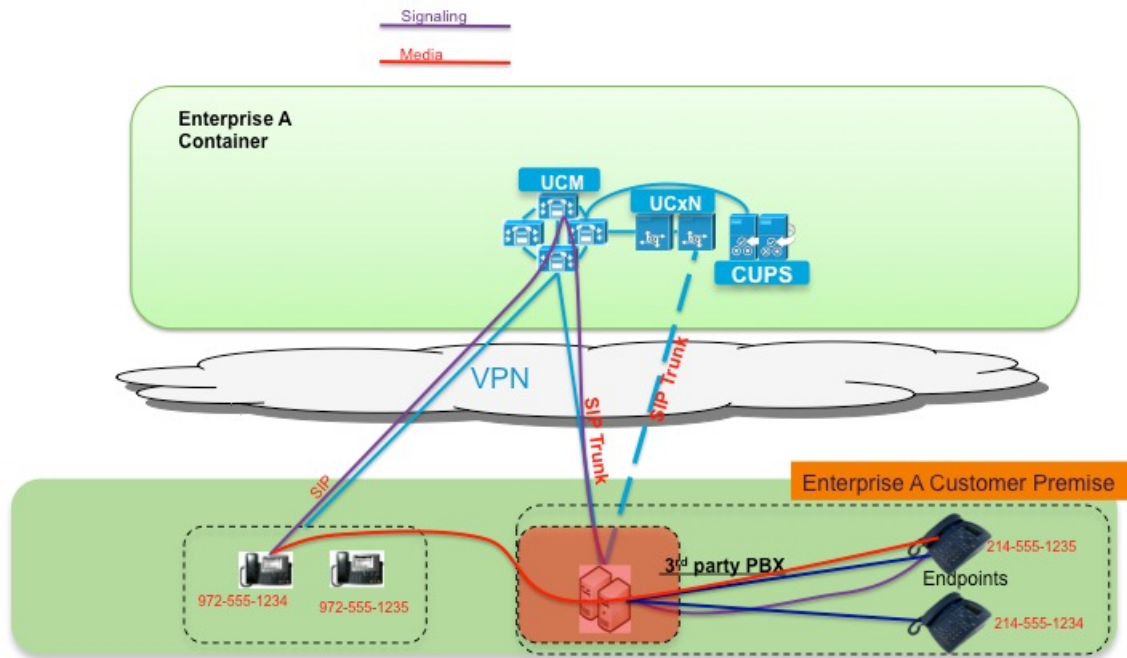 Signaling
Media
Enterprise A
Container
UCM
UCxN
CUPS
VPN
SIP Trunk
SIP Trunk
SIP
Enterprise A Customer Premise
3rd party PBX
214-555-1235
Endpoints
972-555-1234
972-555-1235
214-555-1234